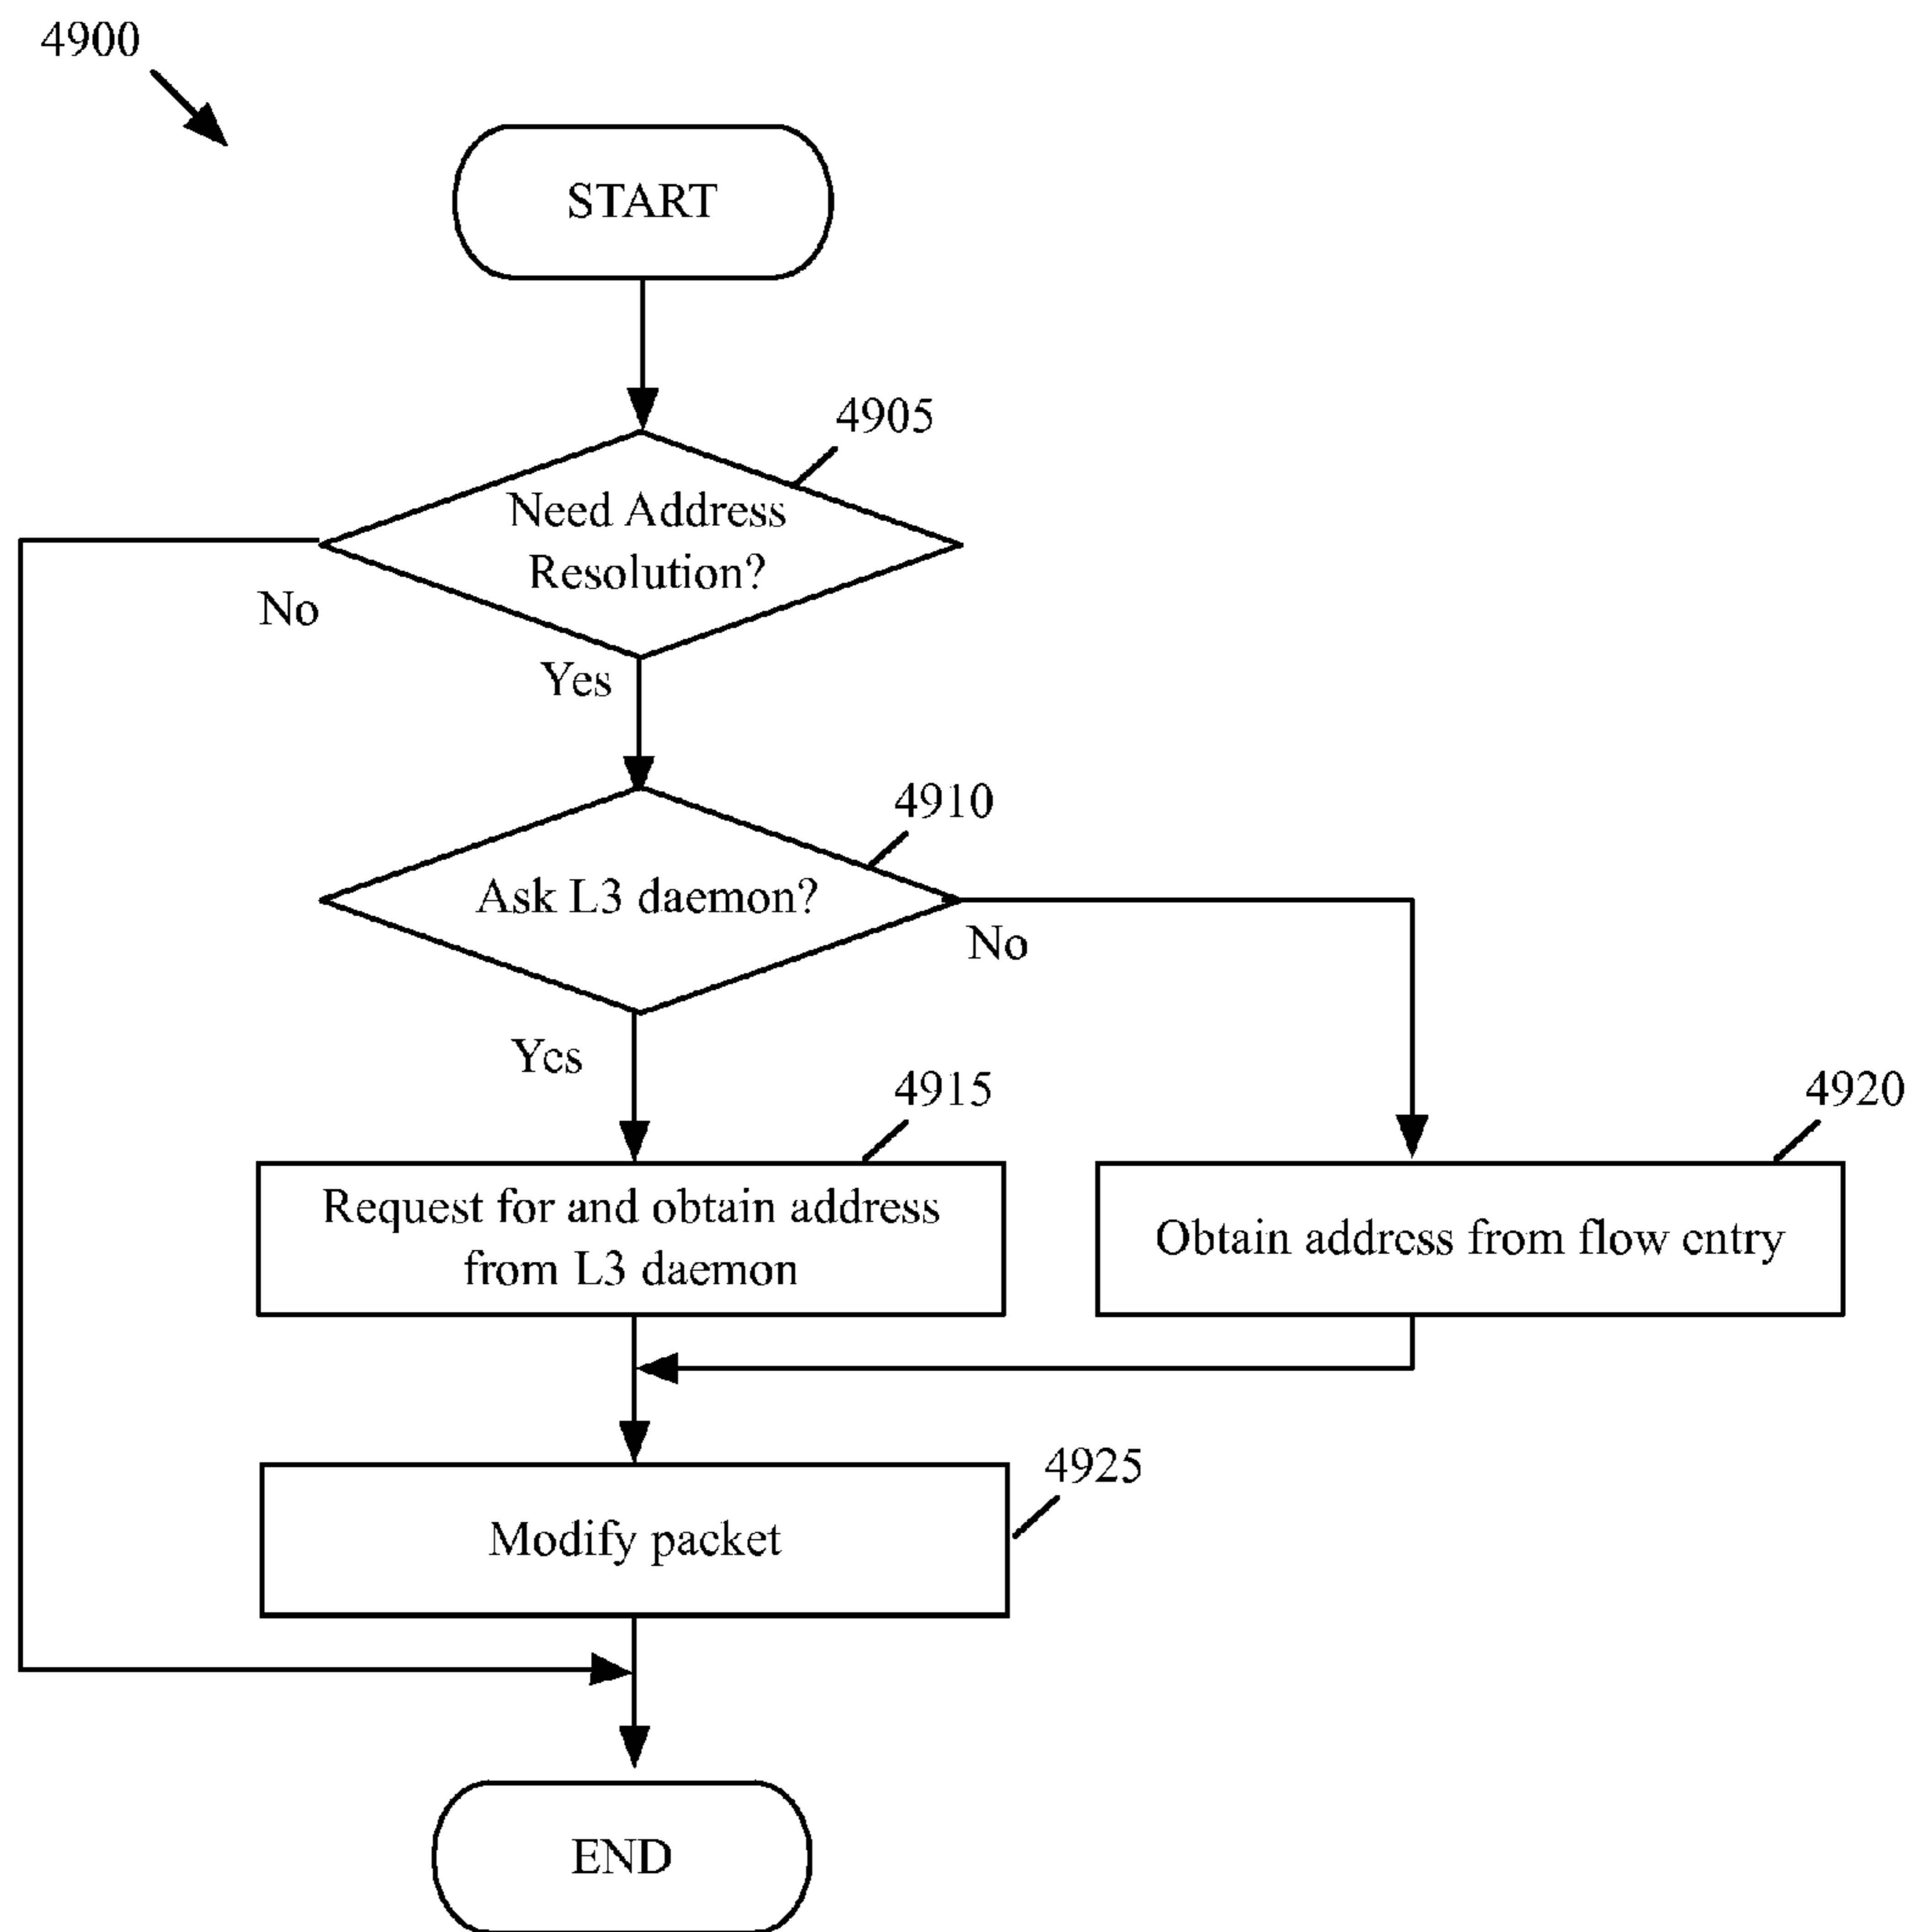 4900
START
4905
Need Address
Resolution?
No
Yes
4910
Ask L3 daemon?
No
Yes
4915
4920
Request for and obtain address
from L3 daemon
Obtain address from flow entry
4925
Modify packet
END